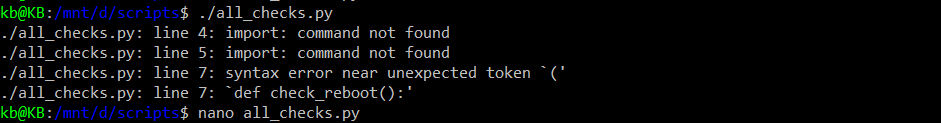 kb@KB:/mnt/d/scripts$ ./all_checks.py
./all_checks.py: line 4: import: command not found
./all_checks.py: line 5: import: command not found
./all_checks.py: line 7: syntax error near unexpected token `('
./all_checks.py: line 7: `def check_reboot():'
kb@KB:/mnt/d/scripts$ nano all_checks.py